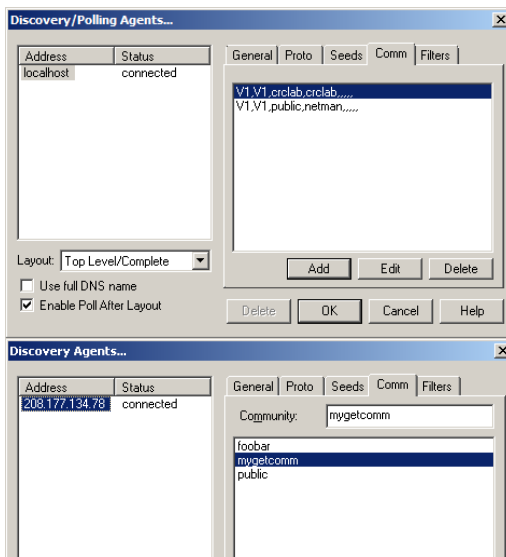 Discovery/Polling Agents...
Address Status
localhost connected
General Proto Seeds Comm Filters
V1,V1,crclab,crclab,,,,,
V1,V1,public,netman,,,,,
Layout: Top Level/Complete
Add Edit Delete
Use full DNS name
Enable Poll After Layout
Delete OK Cancel Help
Discovery Agents...
Address Status
208.177.134.78 connected
General Proto Seeds Comm Filters
Community: mygetcomm
foobar
mygetcomm
public